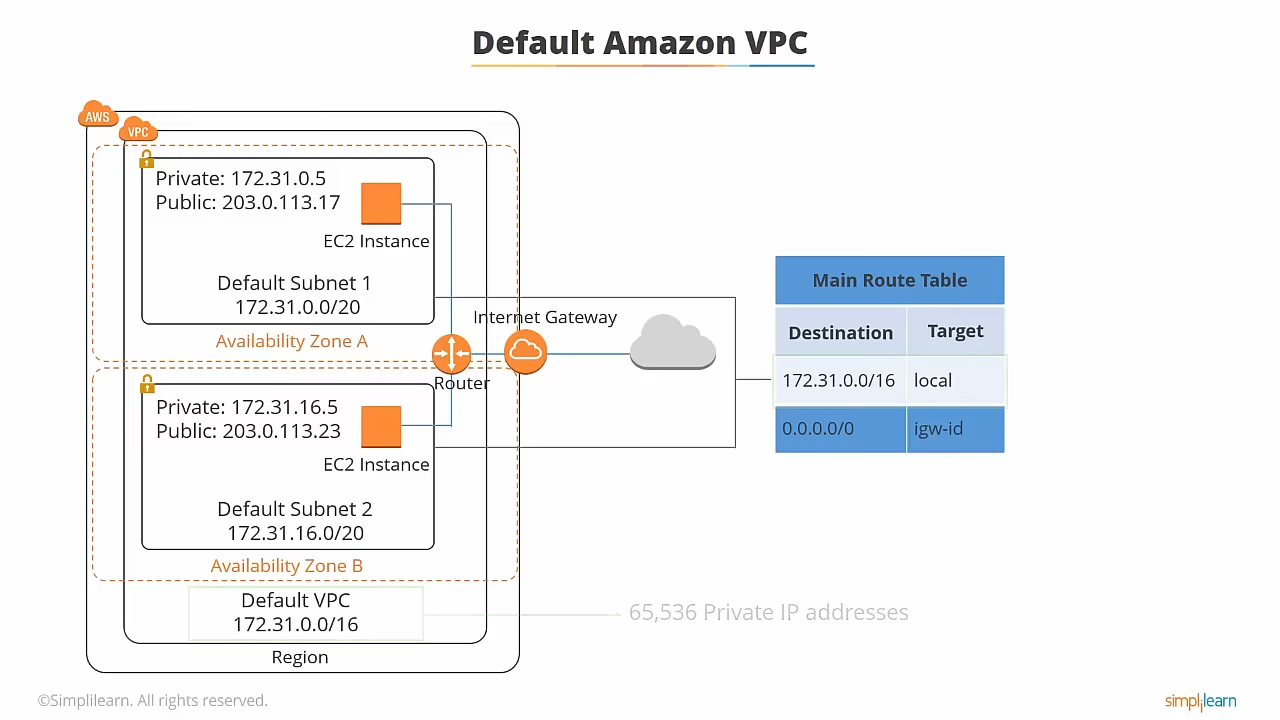 Default Amazon VPC
AWS
VPC
Private: 172.31.0.5
Public: 203.0.113.17
EC2 Instance
Default Subnet 1
172.31.0.0/20
Availability Zone A
Internet Gateway
Router
Private: 172.31.16.5
Public: 203.0.113.23
EC2 Instance
Default Subnet 2
172.31.16.0/20
Availability Zone B
Default VPC
172.31.0.0/16
Region
65,536 Private IP addresses
Main Route Table
Destination Target
172.31.0.0/16 local
0.0.0.0/0 igw-id
©Simplilearn. All rights reserved.
simplilearn